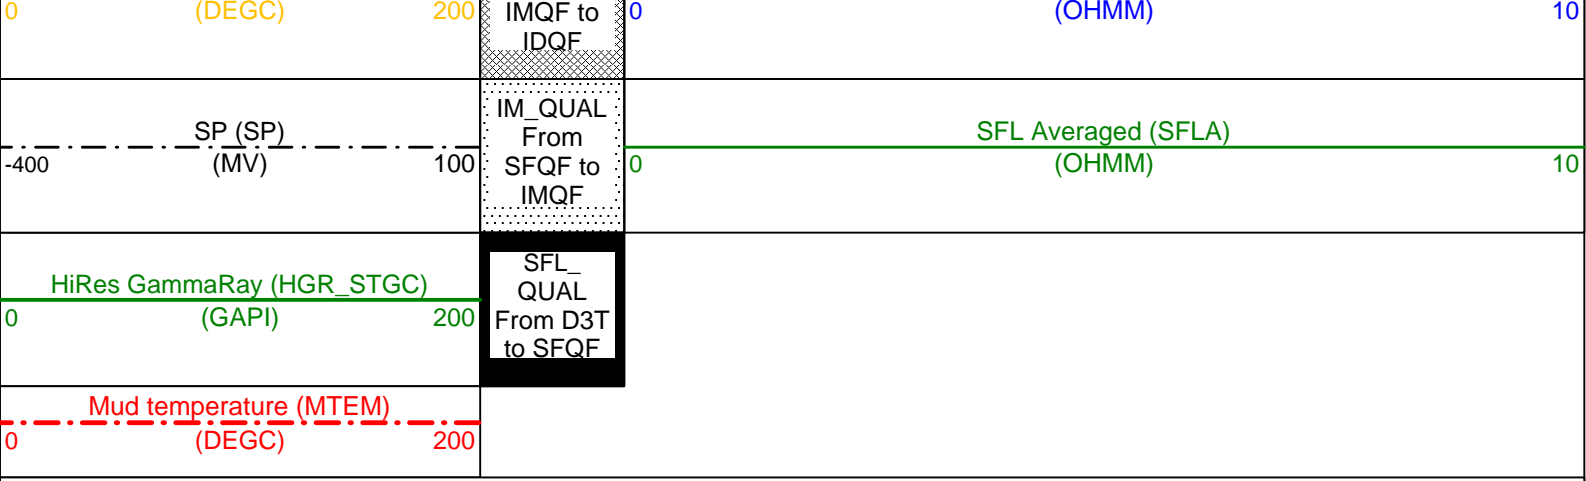 0 (DEGC) 200
IMQF to
IDQF
0 (OHMM) 10
SP (SP)
-400 (MV) 100
IM_QUAL
From
SFQF to
IMQF
SFL Averaged (SFLA)
0 (OHMM) 10
HiRes GammaRay (HGR_STGC)
0 (GAPI) 200
SFL_
QUAL
From D3T
to SFQF
Mud temperature (MTEM)
0 (DEGC) 200